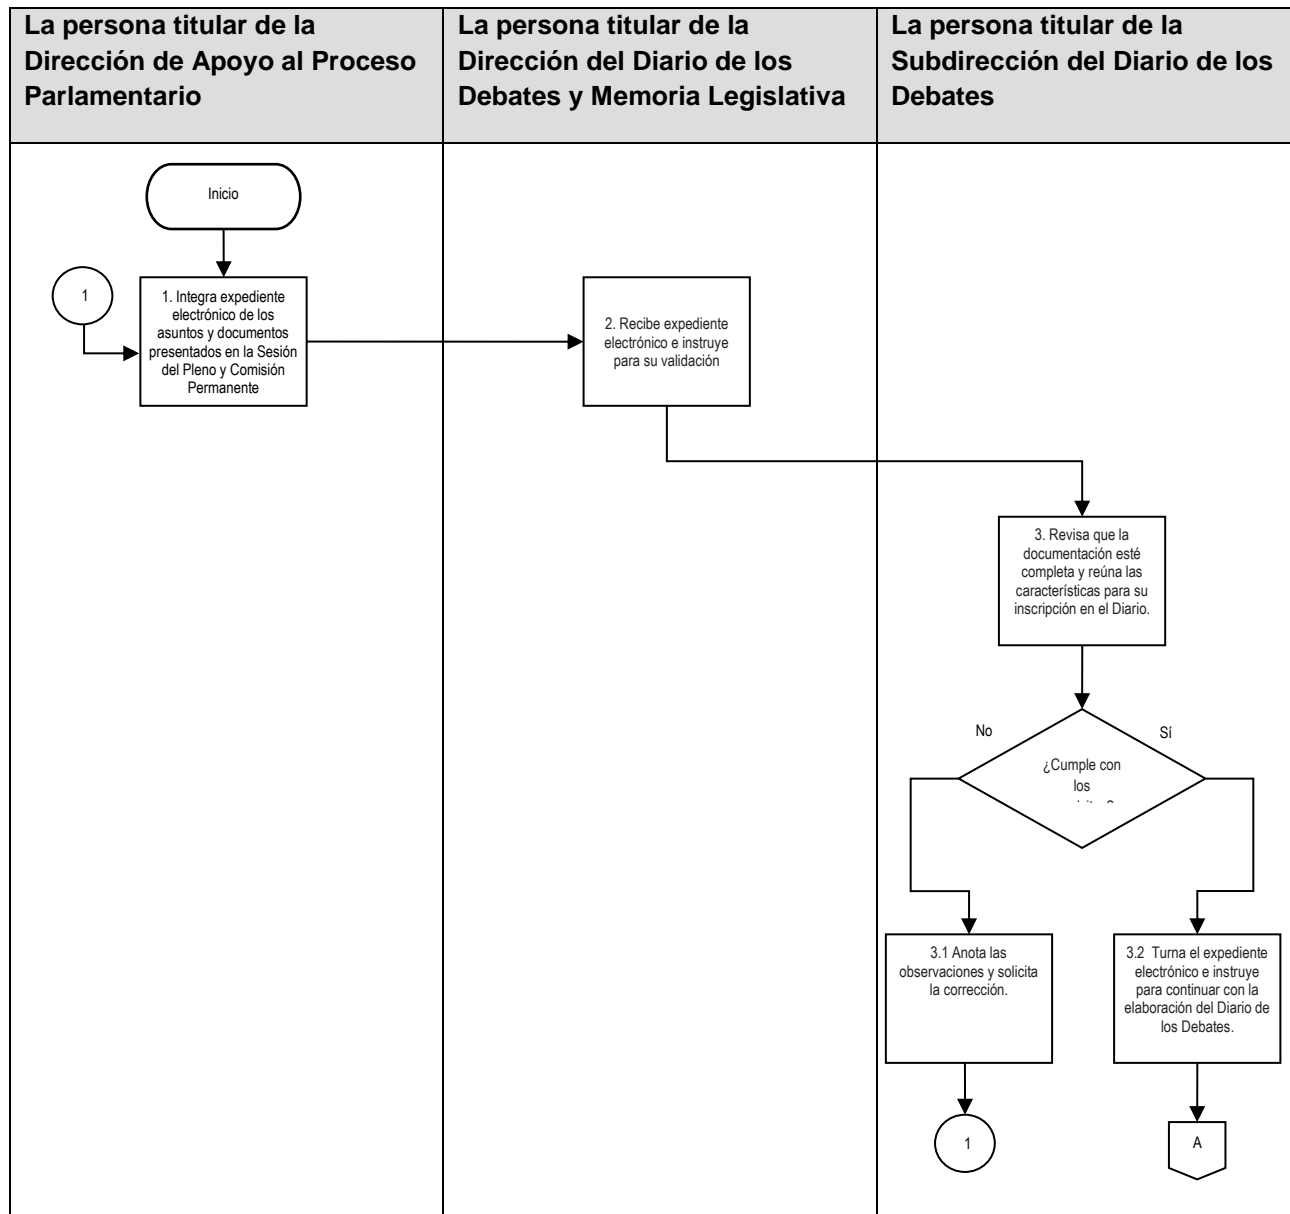 La persona titular de la
Dirección de Apoyo al Proceso
Parlamentario
La persona titular de la
Dirección del Diario de los
Debates y Memoria Legislativa
La persona titular de la
Subdirección del Diario de los
Debates
Inicio
1
1. Integra expediente
electrónico de los
asuntos y documentos
presentados en la Sesión
del Pleno y Comisión
Permanente
2. Recibe expediente
electrónico e instruye
para su validación
3. Revisa que la
documentación esté
completa y reúna las
características para su
inscripción en el Diario.
No
Sí
¿Cumple con
los
3.1 Anota las
observaciones y solicita
la corrección.
3.2 Turna el expediente
electrónico e instruye
para continuar con la
elaboración del Diario de
los Debates.
1
A